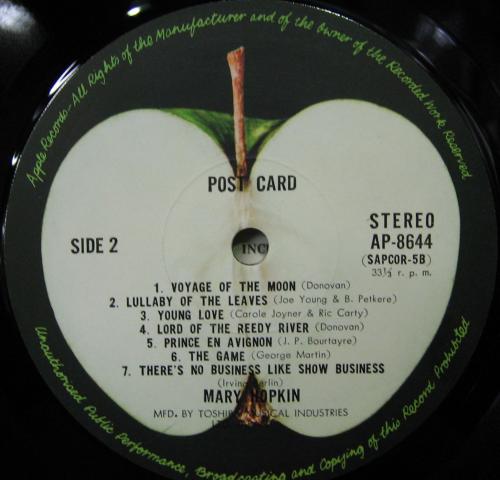 Apple Records-All Rights of the Manufacturer and of the Owner of the Recorded Work Reserved
POST CARD
SIDE 2
STEREO
AP-8644
(SAPCOR-5B)
33⅓ r. p. m.
INC
1. VOYAGE OF THE MOON (Donovan)
2. LULLABY OF THE LEAVES (Joe Young & B. Petkere)
3. YOUNG LOVE (Carole Joyner & Ric Carty)
4. LORD OF THE REEDY RIVER (Donovan)
5. PRINCE EN AVIGNON (J. P. Bourtayre)
6. THE GAME (George Martin)
7. THERE'S NO BUSINESS LIKE SHOW BUSINESS
(Irving Berlin)
MARY HOPKIN
MFD. BY TOSHIBA MUSICAL INDUSTRIES
Unauthorised Public Performance, Broadcasting and Copying of this Record Prohibited